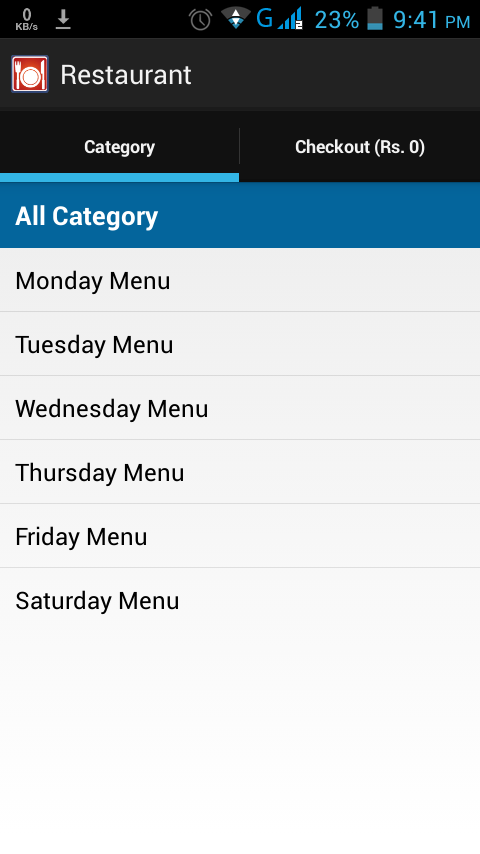 0
KB/s
G
2
23%
9:41 PM
Restaurant
Category
Checkout (Rs. 0)
All Category
Monday Menu
Tuesday Menu
Wednesday Menu
Thursday Menu
Friday Menu
Saturday Menu